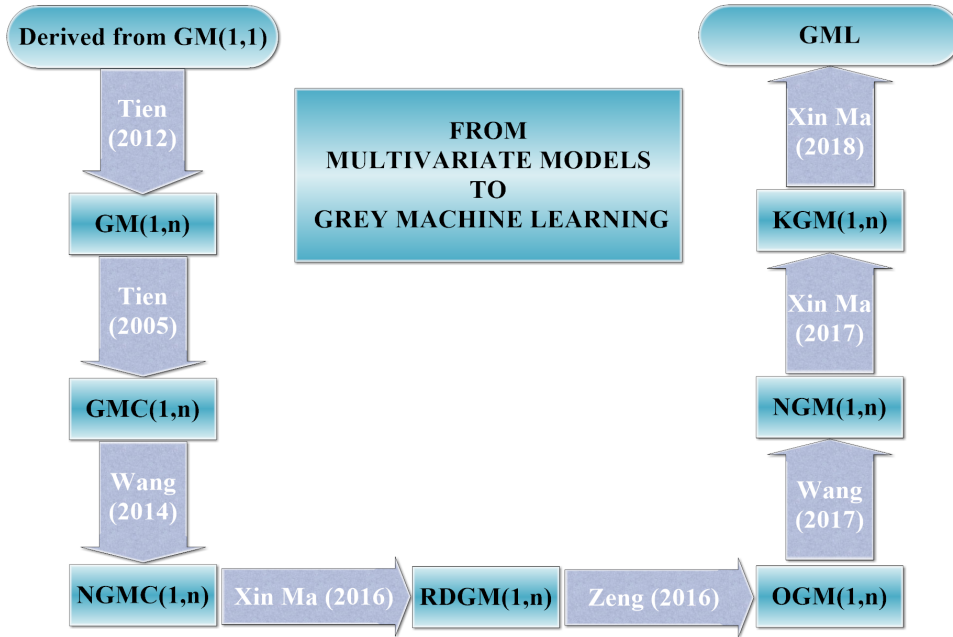 Derived from GM(1,1)
Tien
(2012)
GM(1,n)
Tien
(2005)
GMC(1,n)
Wang
(2014)
NGMC(1,n)
Xin Ma (2016)
RDGM(1,n)
Zeng (2016)
OGM(1,n)
Wang
(2017)
NGM(1,n)
Xin Ma
(2017)
KGM(1,n)
Xin Ma
(2018)
GML
FROM
MULTIVARIATE MODELS
TO
GREY MACHINE LEARNING